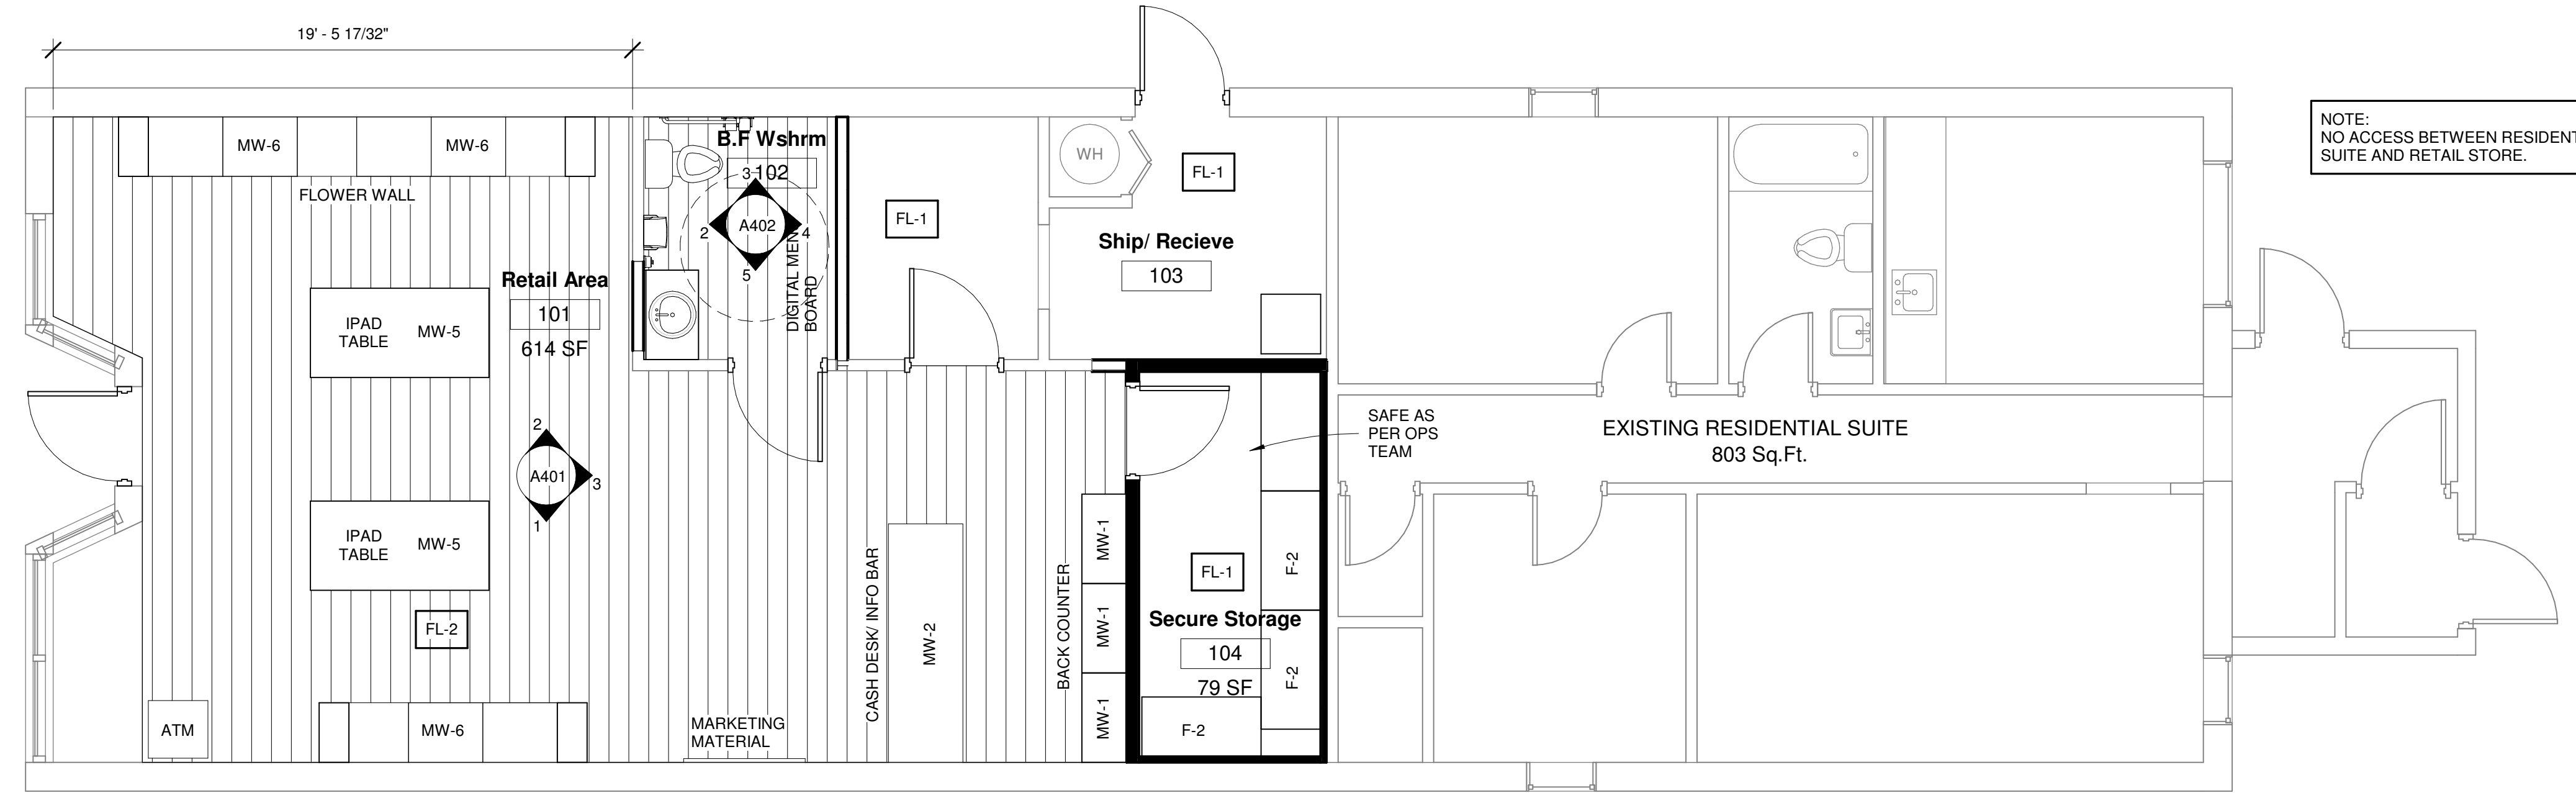 19' - 5 17/32"
MW-6
MW-6
FLOWER WALL
B.F Wshrm
102
3
A402
2
4
5
DIGITAL MENU
BOARD
FL-1
WH
FL-1
Ship/ Recieve
103
Retail Area
101
614 SF
IPAD
TABLE
MW-5
2
A401
3
1
IPAD
TABLE
MW-5
FL-2
ATM
MW-6
MARKETING
MATERIAL
CASH DESK/ INFO BAR
MW-2
BACK COUNTER
MW-1
MW-1
MW-1
SAFE AS
PER OPS
TEAM
FL-1
Secure Storage
104
79 SF
F-2
F-2
F-2
EXISTING RESIDENTIAL SUITE
803 Sq.Ft.
NOTE:
NO ACCESS BETWEEN RESIDENT
SUITE AND RETAIL STORE.